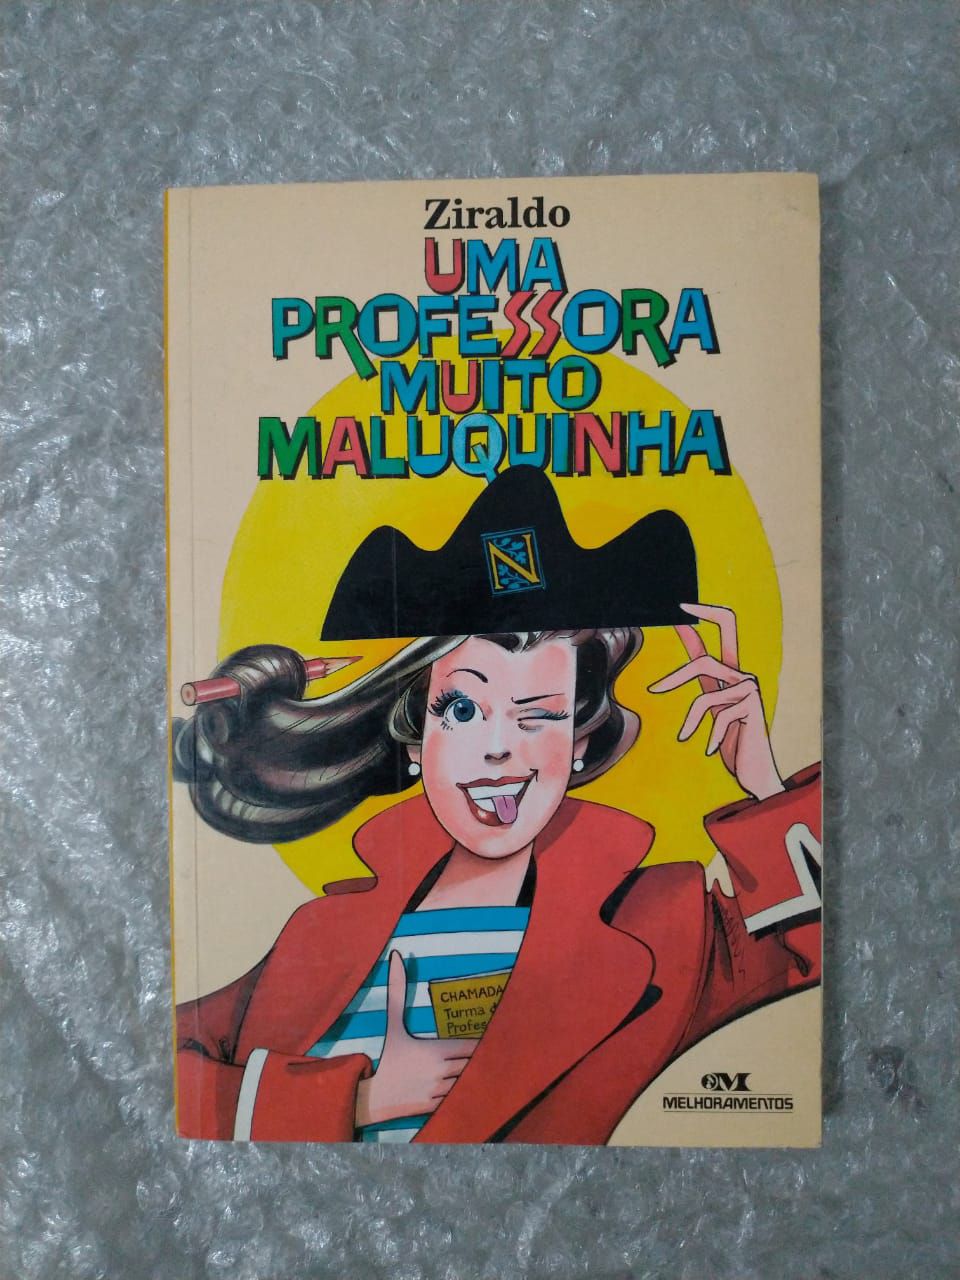 Ziraldo
UMA
PROFESSORA
MUITO
MALUQUINHA
N
CHAMADA
Turma d
Profes
MELHORAMENTOS